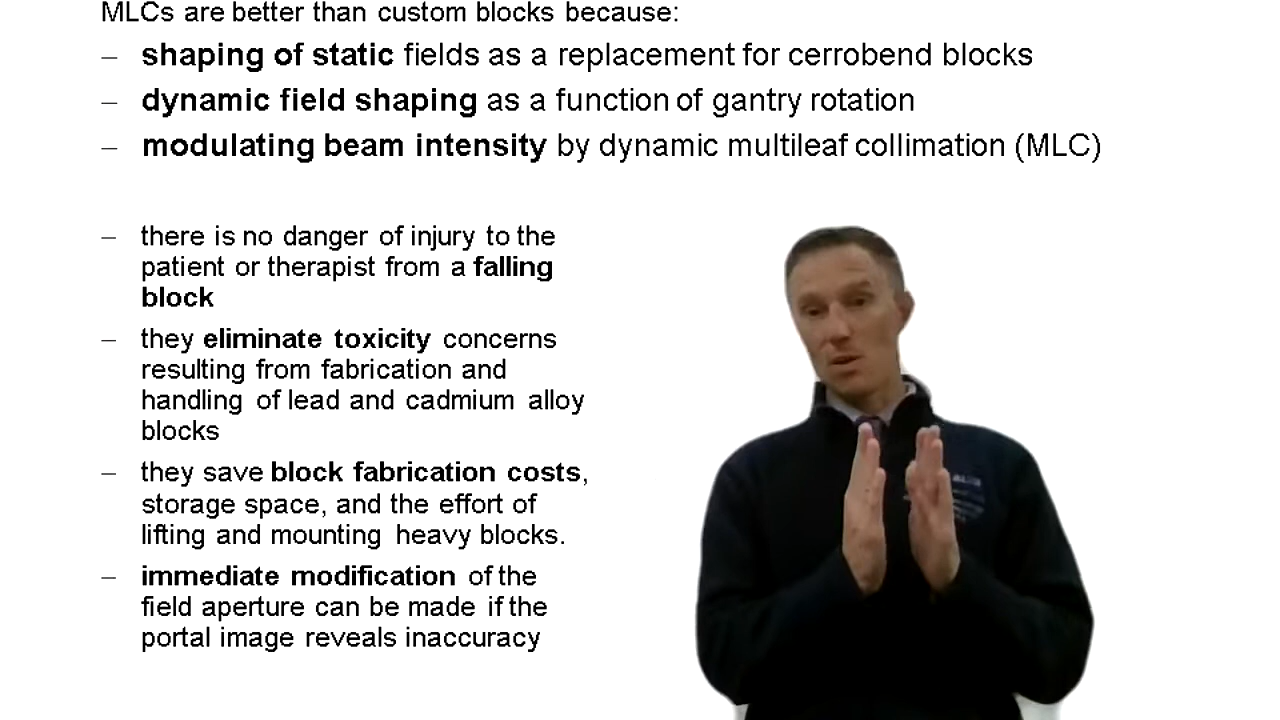 MLCs are better than custom blocks because:
– shaping of static fields as a replacement for cerrobend blocks
– dynamic field shaping as a function of gantry rotation
– modulating beam intensity by dynamic multileaf collimation (MLC)
– there is no danger of injury to the
patient or therapist from a falling
block
– they eliminate toxicity concerns
resulting from fabrication and
handling of lead and cadmium alloy
blocks
– they save block fabrication costs,
storage space, and the effort of
lifting and mounting heavy blocks.
– immediate modification of the
field aperture can be made if the
portal image reveals inaccuracy